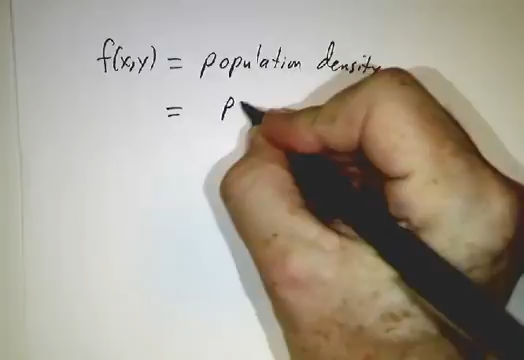 f(x,y) = population density
= p